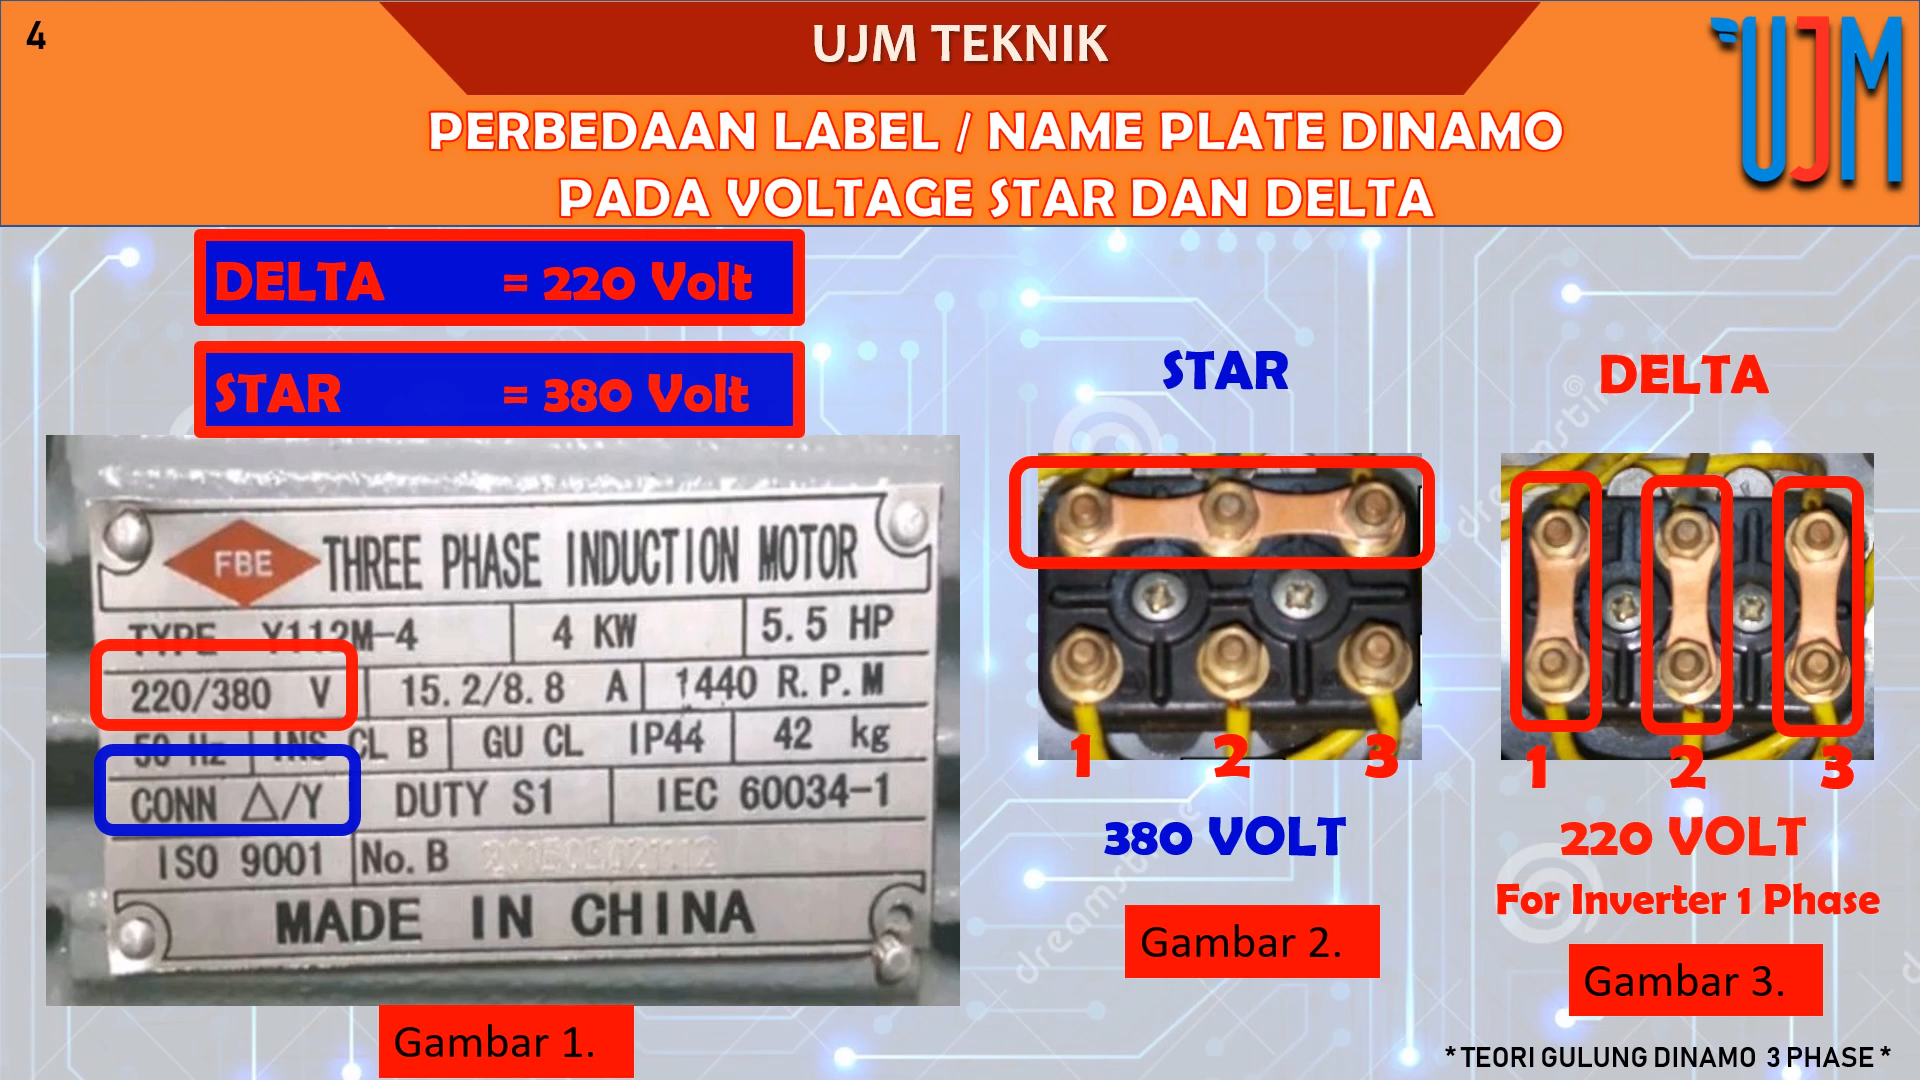 4
UJM TEKNIK
UJM
PERBEDAAN LABEL / NAME PLATE DINAMO
PADA VOLTAGE STAR DAN DELTA
DELTA = 220 Volt
STAR = 380 Volt
FBE THREE PHASE INDUCTION MOTOR
TYPE Y112M-4 4 KW 5.5 HP
220/380 V 15.2/8.8 A 1440 R.P.M
50 Hz INS CL B GU CL IP44 42 kg
CONN △/Y DUTY S1 IEC 60034-1
ISO 9001 No. B
MADE IN CHINA
Gambar 1.
STAR
1 2 3
380 VOLT
Gambar 2.
DELTA
1 2 3
220 VOLT
For Inverter 1 Phase
Gambar 3.
dreamstime
* TEORI GULUNG DINAMO 3 PHASE *